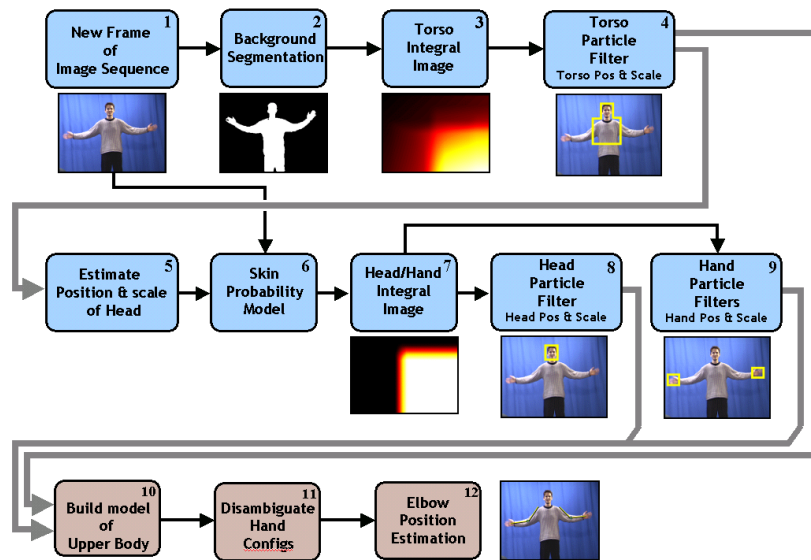 1
New Frame
of
Image Sequence
2
Background
Segmentation
3
Torso
Integral
Image
4
Torso
Particle
Filter
Torso Pos & Scale
5
Estimate
Position & scale
of Head
6
Skin
Probability
Model
7
Head/Hand
Integral
Image
8
Head
Particle
Filter
Head Pos & Scale
9
Hand
Particle
Filters
Hand Pos & Scale
10
Build model
of
Upper Body
11
Disambiguate
Hand
Configs
12
Elbow
Position
Estimation